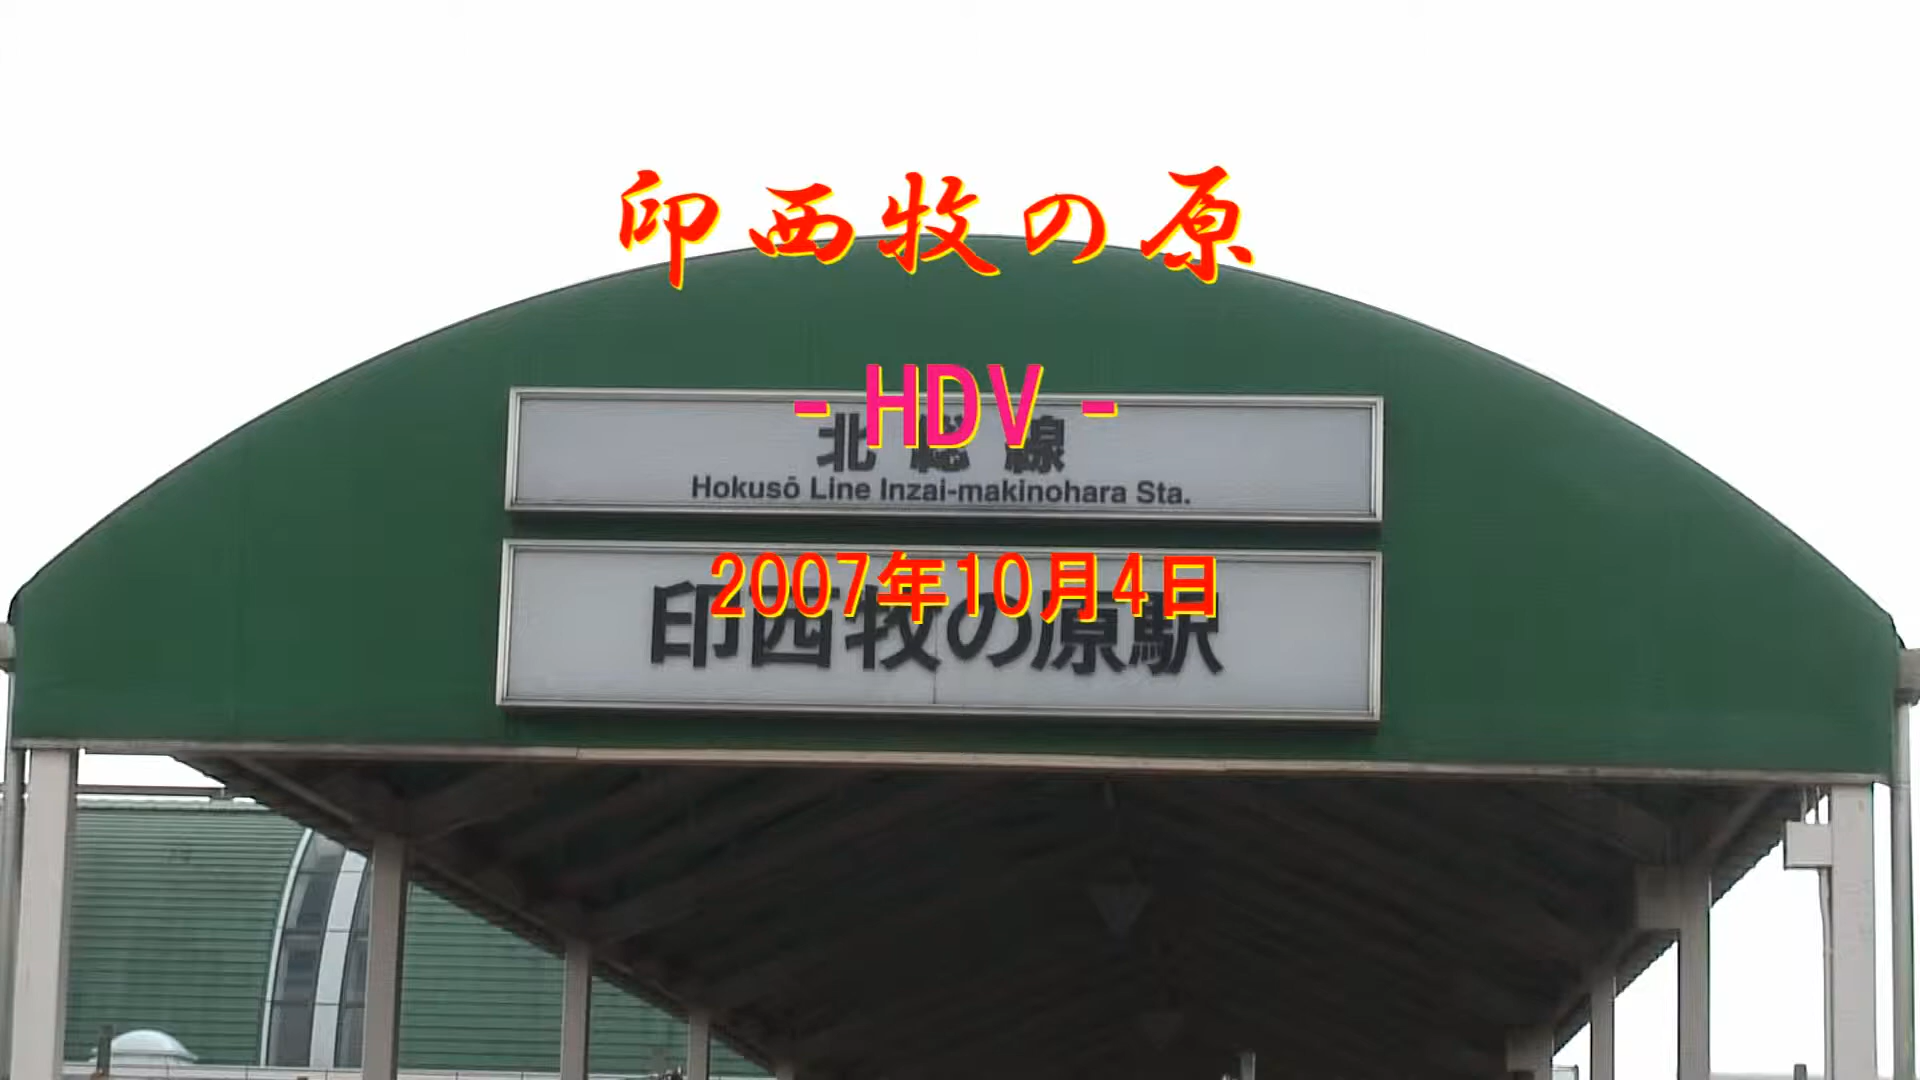 印西牧の原
-HDV-
北総線
Hokusō Line Inzai-makinohara Sta.
2007年10月4日
印西牧の原駅